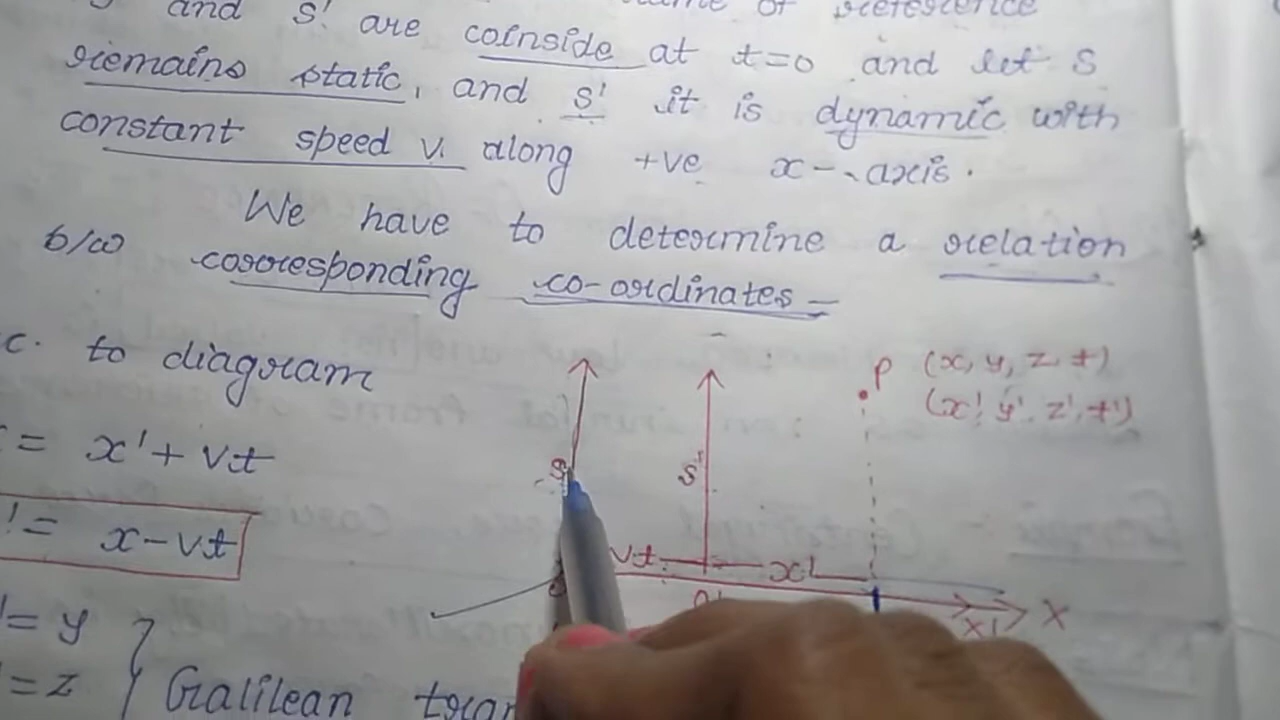 and S' are coinside at t=0 and let S
remains static, and S' it is dynamic with
constant speed v. along +ve x-axis.
We have to determine a relation
b/w corresponding co-ordinates -
c. to diagram
= x' + vt
' = x - vt
' = y
= z
Galilean
P (x, y, z, t)
(x', y', z', t')
S
S'
vt
x'
X'
X